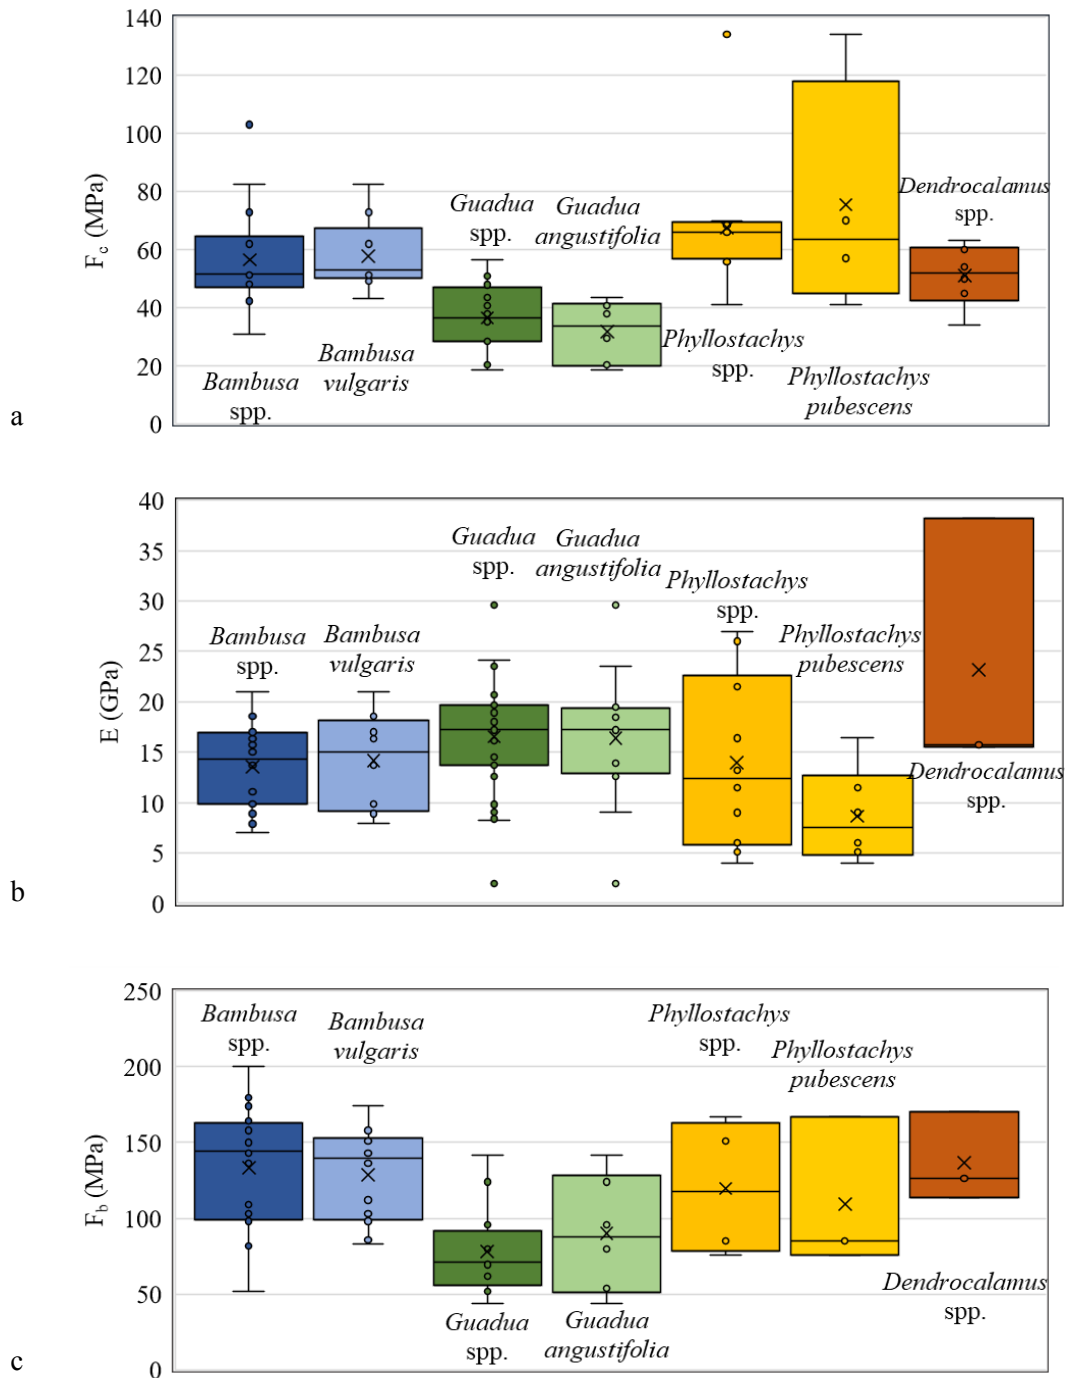 140
120
100
80
60
40
20
0
F_c (MPa)
Bambusa
spp.
Bambusa
vulgaris
Guadua
spp.
Guadua
angustifolia
Phyllostachys
spp.
Phyllostachys
pubescens
Dendrocalamus
spp.
a
40
35
30
25
20
15
10
5
0
E (GPa)
Bambusa
spp.
Bambusa
vulgaris
Guadua
spp.
Guadua
angustifolia
Phyllostachys
spp.
Phyllostachys
pubescens
Dendrocalamus
spp.
b
250
200
150
100
50
0
F_b (MPa)
Bambusa
spp.
Bambusa
vulgaris
Guadua
spp.
Guadua
angustifolia
Phyllostachys
spp.
Phyllostachys
pubescens
Dendrocalamus
spp.
c